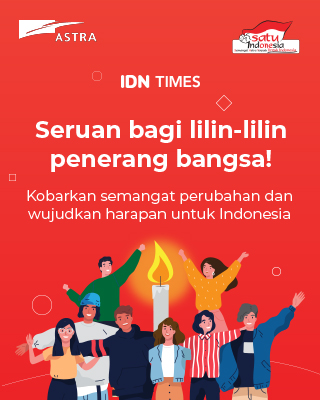 ASTRA
satu
Indonesia
IDN TIMES
Seruan bagi lilin-lilin
penerang bangsa!
Kobarkan semangat perubahan dan
wujudkan harapan untuk Indonesia